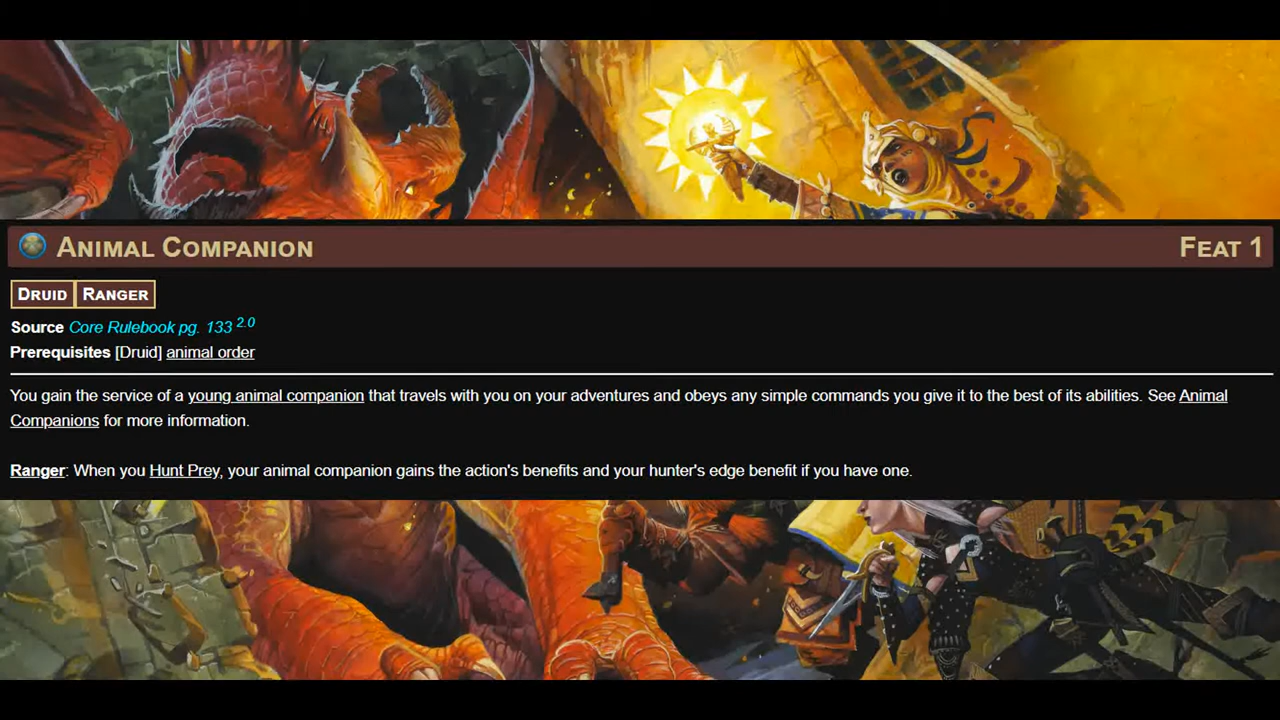 Animal Companion Feat 1
Druid Ranger
Source Core Rulebook pg. 133 2.0
Prerequisites [Druid] animal order
You gain the service of a young animal companion that travels with you on your adventures and obeys any simple commands you give it to the best of its abilities. See Animal
Companions for more information.
Ranger: When you Hunt Prey, your animal companion gains the action's benefits and your hunter's edge benefit if you have one.